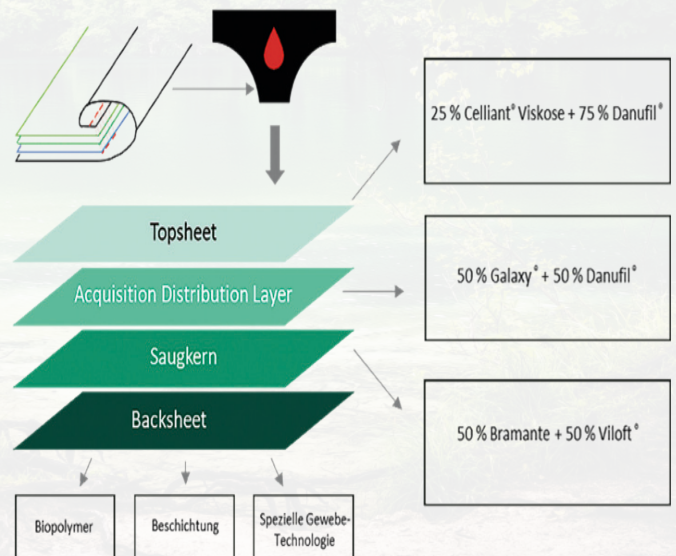 25 % Celliant® Viskose + 75 % Danufil®
Topsheet
Acquisition Distribution Layer
50 % Galaxy® + 50 % Danufil®
Saugkern
Backsheet
50 % Bramante + 50 % Viloft®
Biopolymer
Beschichtung
Spezielle Gewebe-
Technologie